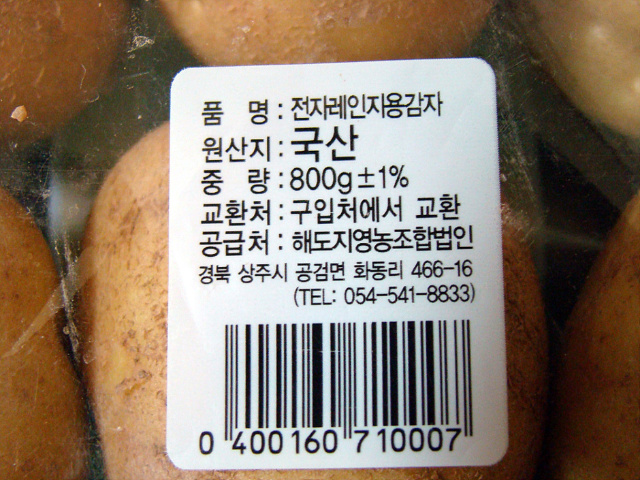 품 명 : 전자레인지용감자
원산지 : 국산
중 량 : 800g±1%
교환처 : 구입처에서 교환
공급처 : 해도지영농조합법인
경북 상주시 공검면 화동리 466-16
(TEL: 054-541-8833)
0 400160 710007